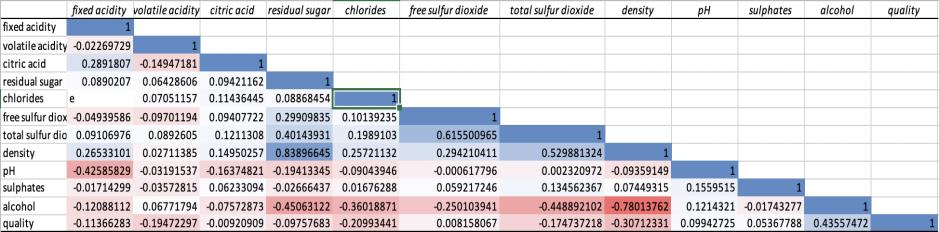 fixed acidity volatile acidity citric acid residual sugar chlorides free sulfur dioxide total sulfur dioxide density pH sulphates alcohol quality
fixed acidity 1
volatile acidity -0.02269729 1
citric acid 0.2891807 -0.14947181 1
residual sugar 0.0890207 0.06428606 0.09421162 1
chlorides e 0.07051157 0.11436445 0.08868454 1
free sulfur diox -0.04939586 -0.09701194 0.09407722 0.29909835 0.10139235 1
total sulfur dio 0.09106976 0.0892605 0.1211308 0.40143931 0.1989103 0.615500965 1
density 0.26533101 0.02711385 0.14950257 0.83896645 0.25721132 0.294210411 0.529881324 1
pH -0.42585829 -0.03191537 -0.16374821 -0.19413345 -0.09043946 -0.000617796 0.002320972 -0.09359149 1
sulphates -0.01714299 -0.03572815 0.06233094 -0.02666437 0.01676288 0.059217246 0.134562367 0.07449315 0.1559515 1
alcohol -0.12088112 0.06771794 -0.07572873 -0.45063122 -0.36018871 -0.250103941 -0.448892102 -0.78013762 0.1214321 -0.01743277 1
quality -0.11366283 -0.19472297 -0.00920909 -0.09757683 -0.20993441 0.008158067 -0.174737218 -0.30712331 0.09942725 0.05367788 0.43557472 1